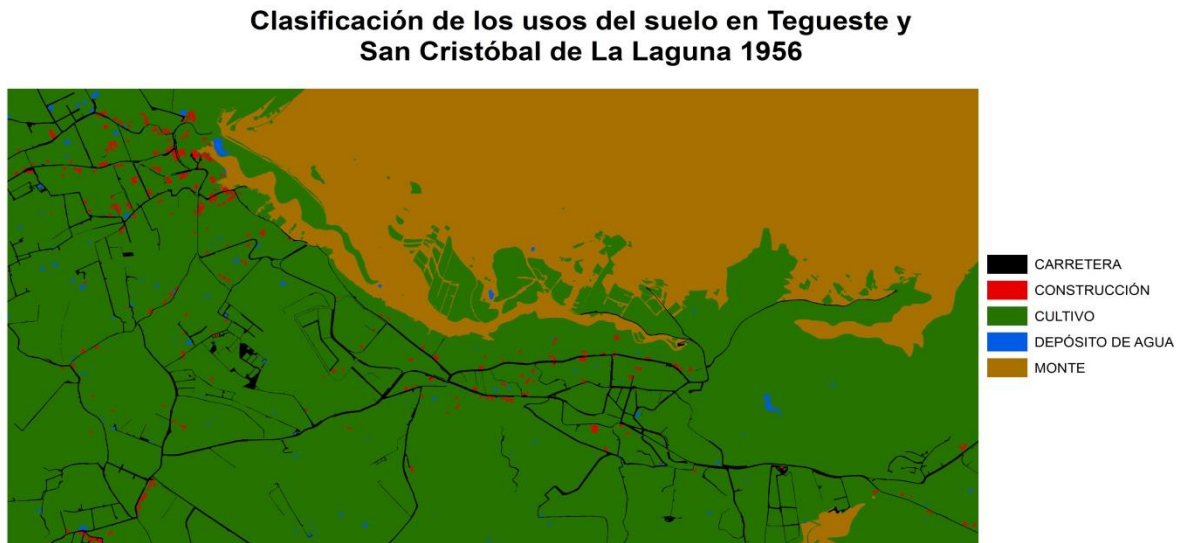 Clasificación de los usos del suelo en Tegueste y
San Cristóbal de La Laguna 1956
CARRETERA
CONSTRUCCIÓN
CULTIVO
DEPÓSITO DE AGUA
MONTE